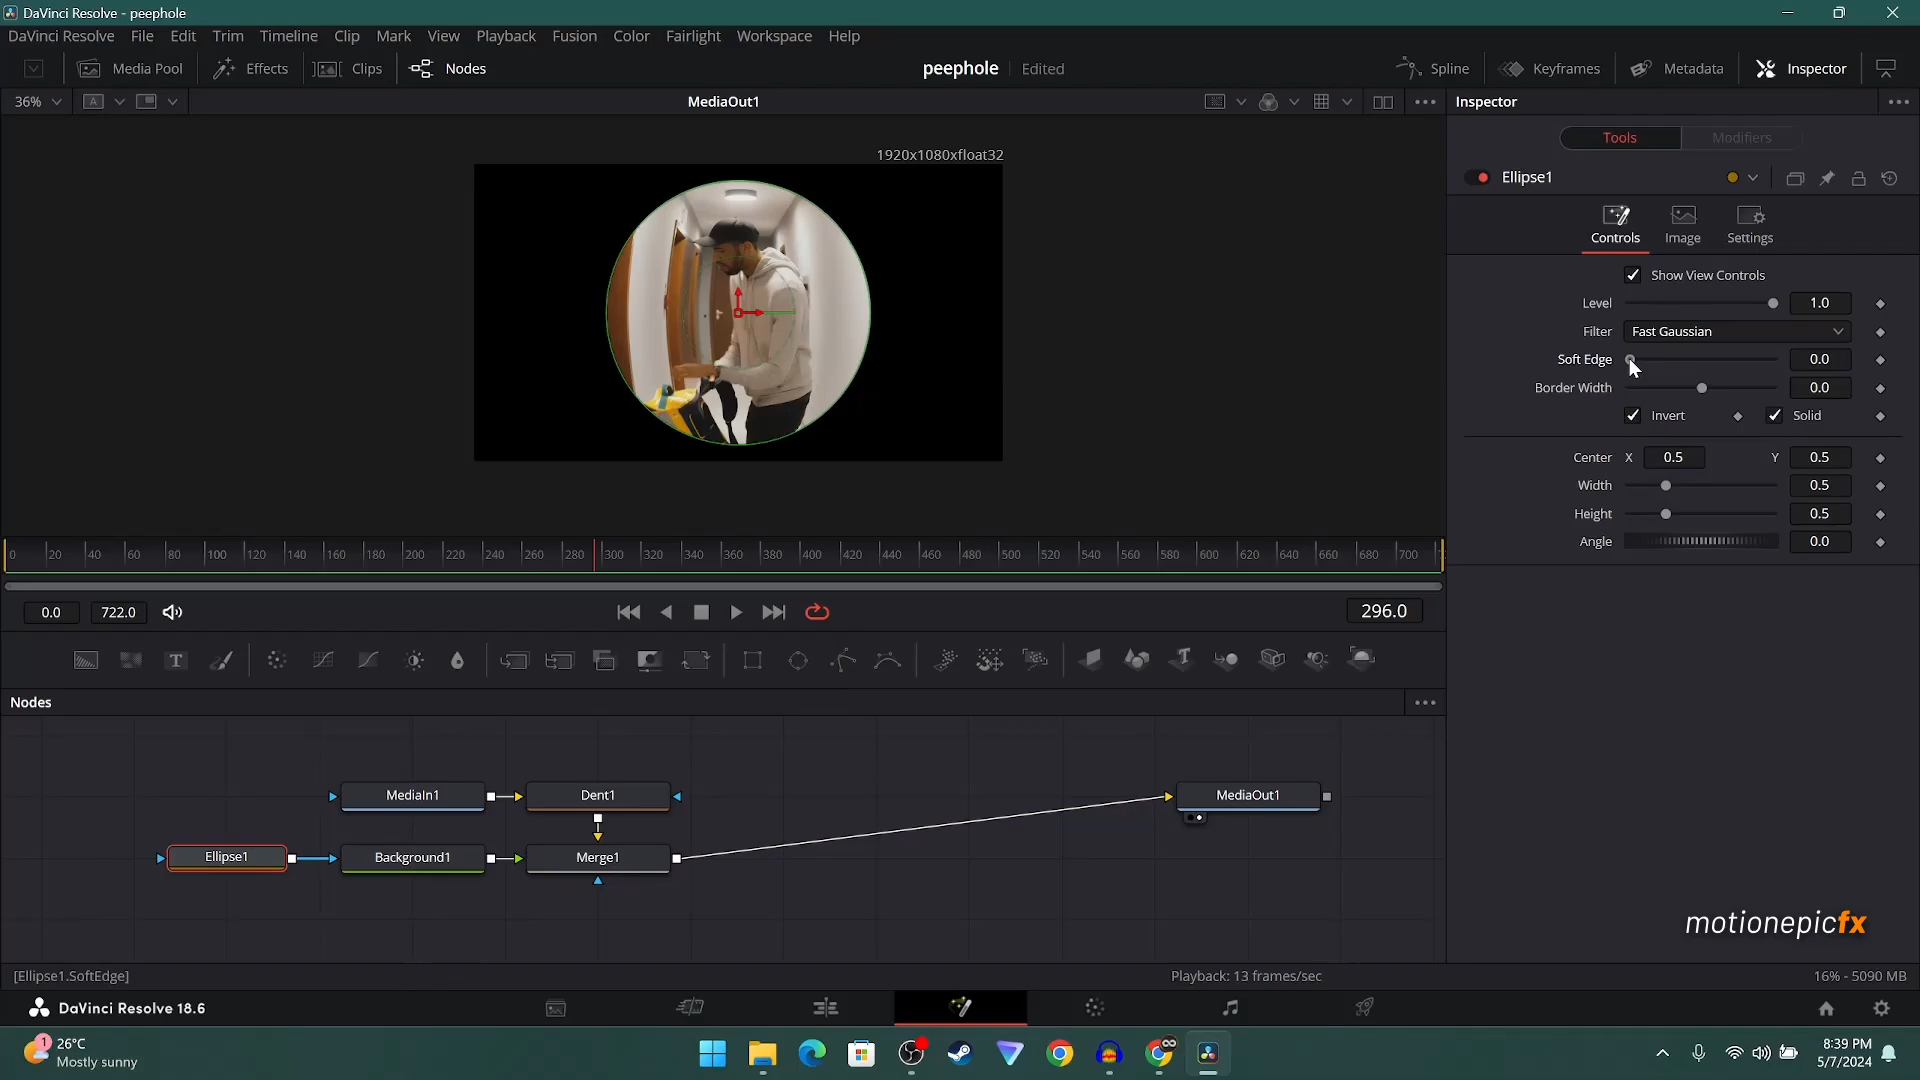 DaVinci Resolve - peephole
DaVinci Resolve File Edit Trim Timeline Clip Mark View Playback Fusion Color Fairlight Workspace Help
Media Pool Effects Clips Nodes peephole Edited Spline Keyframes Metadata Inspector
36% A MediaOut1 Inspector
Tools Modifiers
1920x1080xfloat32
Ellipse1
Controls Image Settings
Show View Controls
Level 1.0
Filter Fast Gaussian
Soft Edge 0.0
Border Width 0.0
Invert Solid
Center X 0.5 Y 0.5
Width 0.5
Height 0.5
Angle 0.0
0 20 40 60 80 100 120 140 160 180 200 220 240 260 280 300 320 340 360 380 400 420 440 460 480 500 520 540 560 580 600 620 640 660 680 700
0.0 722.0 296.0
Nodes
MediaIn1 Dent1 MediaOut1
Ellipse1 Background1 Merge1
motionepicfx
[Ellipse1.SoftEdge] Playback: 13 frames/sec 16% - 5090 MB
DaVinci Resolve 18.6
1 26°C
Mostly sunny
8:39 PM
5/7/2024